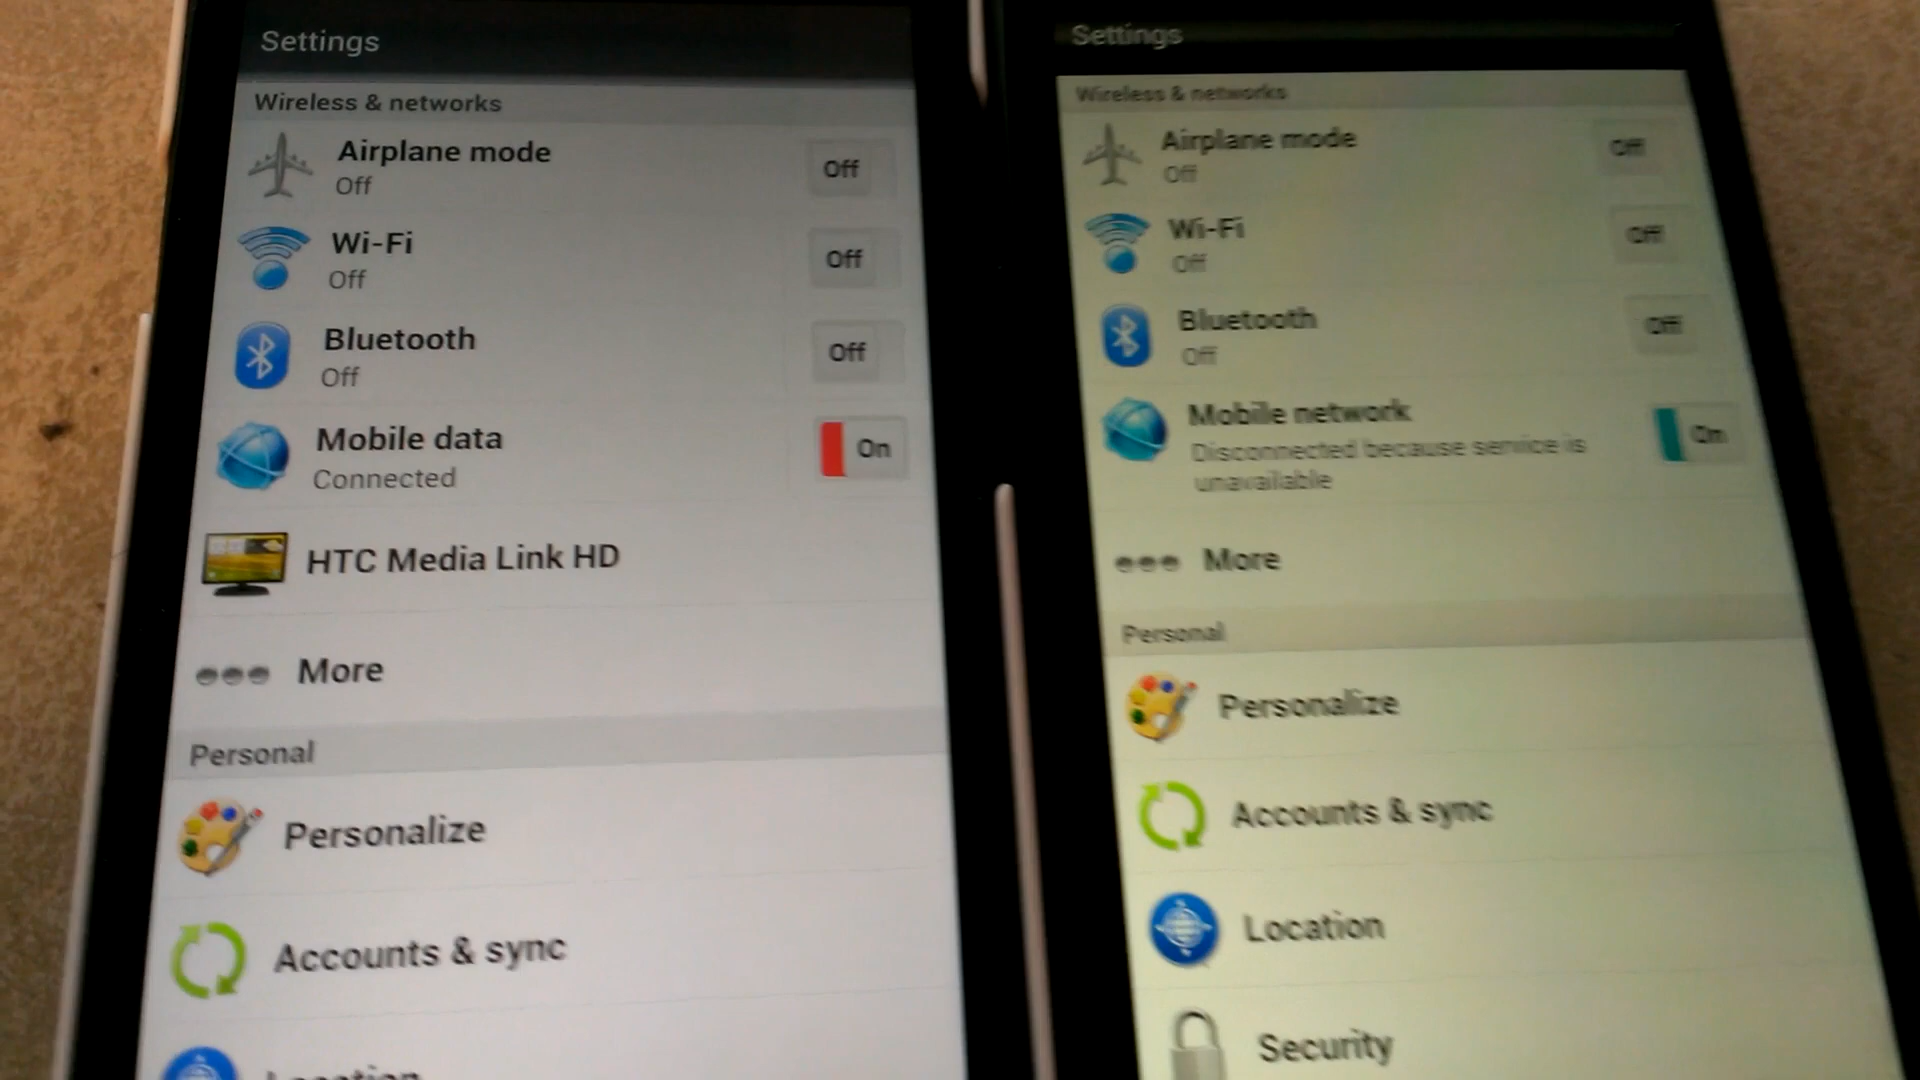 Settings
Wireless & networks
Airplane mode
Off
Off
Wi-Fi
Off
Off
Bluetooth
Off
Off
Mobile data
Connected
On
HTC Media Link HD
More
Personal
Personalize
Accounts & sync
Location
Settings
Wireless & networks
Airplane mode
Off
Off
Wi-Fi
Off
Off
Bluetooth
Off
Off
Mobile network
Disconnected because service is
unavailable
On
More
Personal
Personalize
Accounts & sync
Location
Security